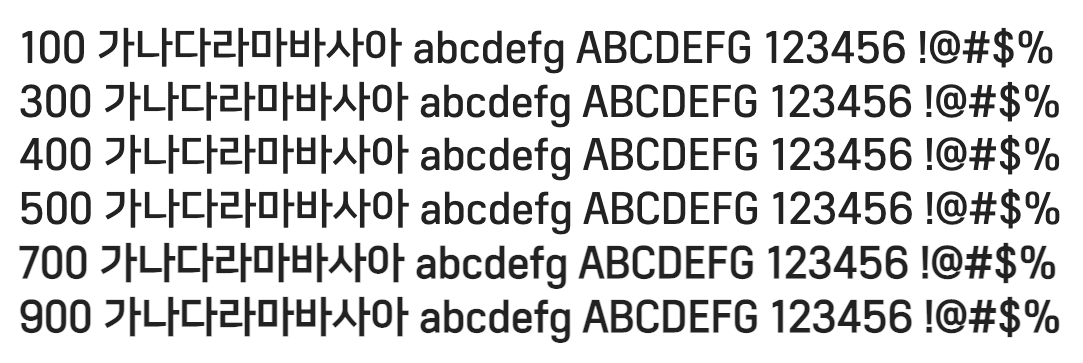 100 가나다라마바사아 abcdefg ABCDEFG 123456 !@#$%
300 가나다라마바사아 abcdefg ABCDEFG 123456 !@#$%
400 가나다라마바사아 abcdefg ABCDEFG 123456 !@#$%
500 가나다라마바사아 abcdefg ABCDEFG 123456 !@#$%
700 가나다라마바사아 abcdefg ABCDEFG 123456 !@#$%
900 가나다라마바사아 abcdefg ABCDEFG 123456 !@#$%